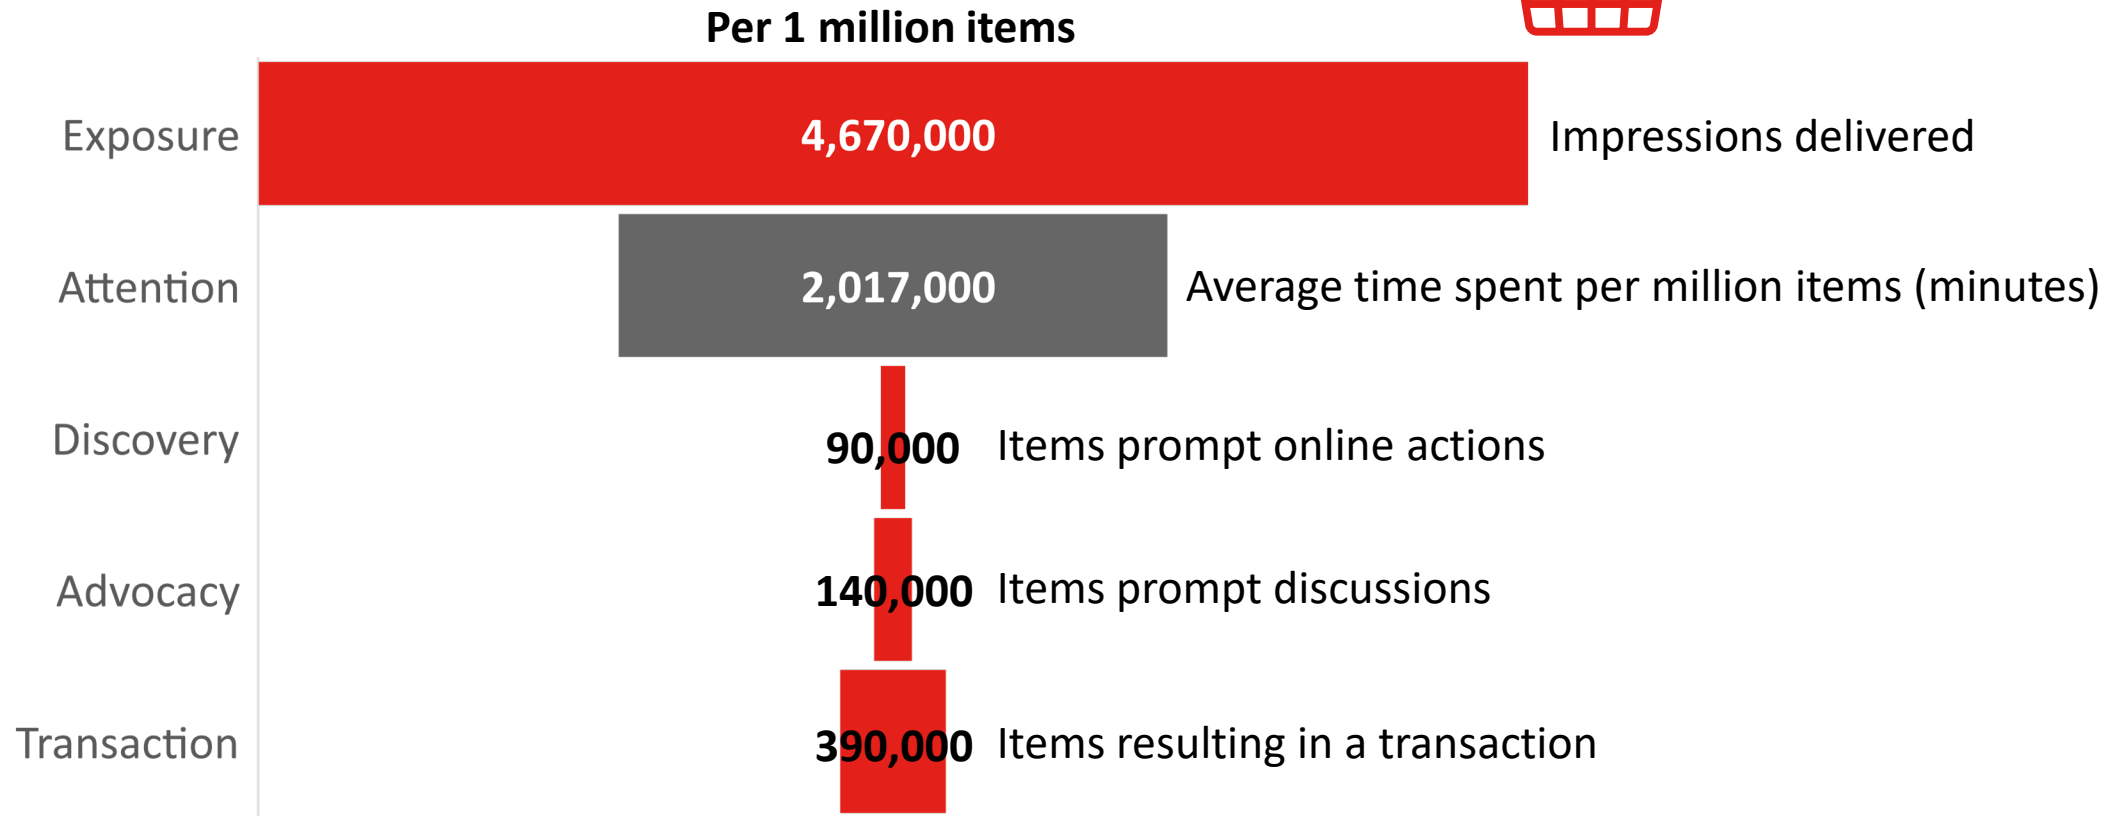 Per 1 million items
Exposure 4,670,000 Impressions delivered
Attention 2,017,000 Average time spent per million items (minutes)
Discovery 90,000 Items prompt online actions
Advocacy 140,000 Items prompt discussions
Transaction 390,000 Items resulting in a transaction